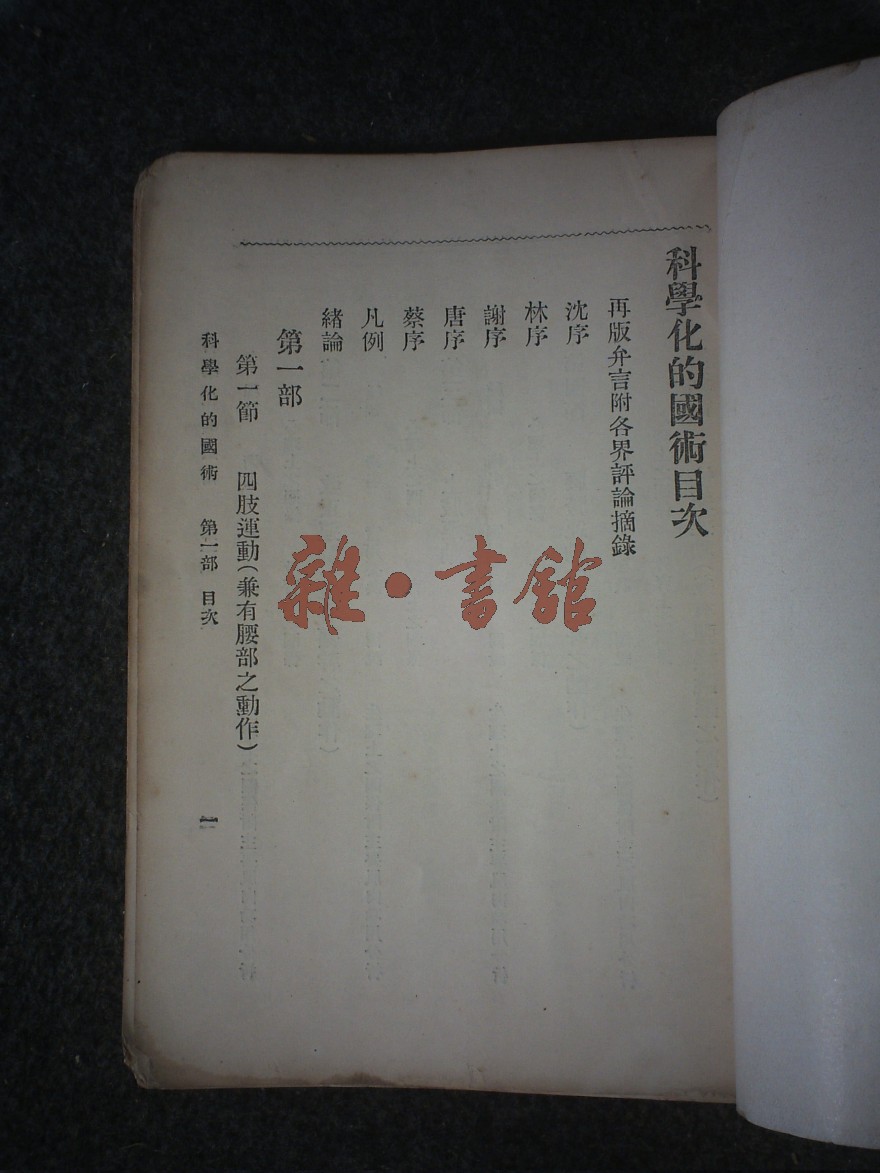 科學化的國術目次
再版弁言附各界評論摘錄
沈序
林序
謝序
唐序
蔡序
凡例
緒論
第一部
第一節 四肢運動(兼有腰部之動作)
科學化的國術 第一部 目次 一
雜·書館